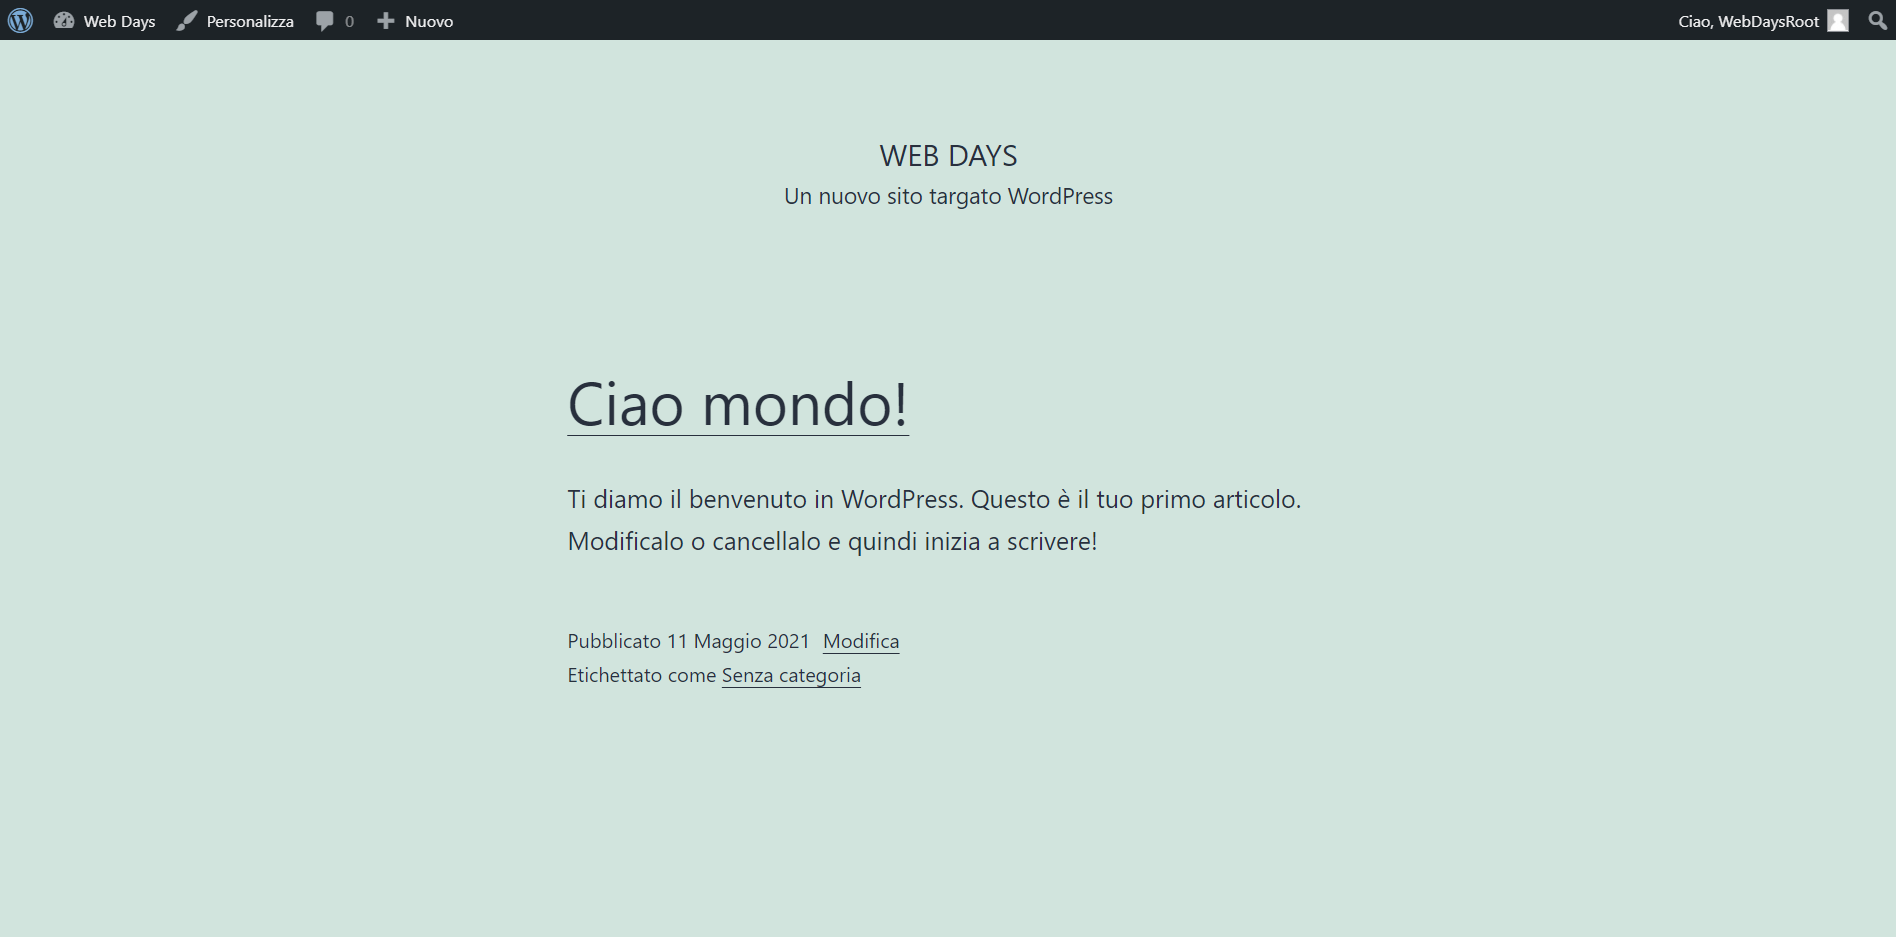 Web Days Personalizza 0 Nuovo Ciao, WebDaysRoot
WEB DAYS
Un nuovo sito targato WordPress
Ciao mondo!
Ti diamo il benvenuto in WordPress. Questo è il tuo primo articolo.
Modificalo o cancellalo e quindi inizia a scrivere!
Pubblicato 11 Maggio 2021 Modifica
Etichettato come Senza categoria